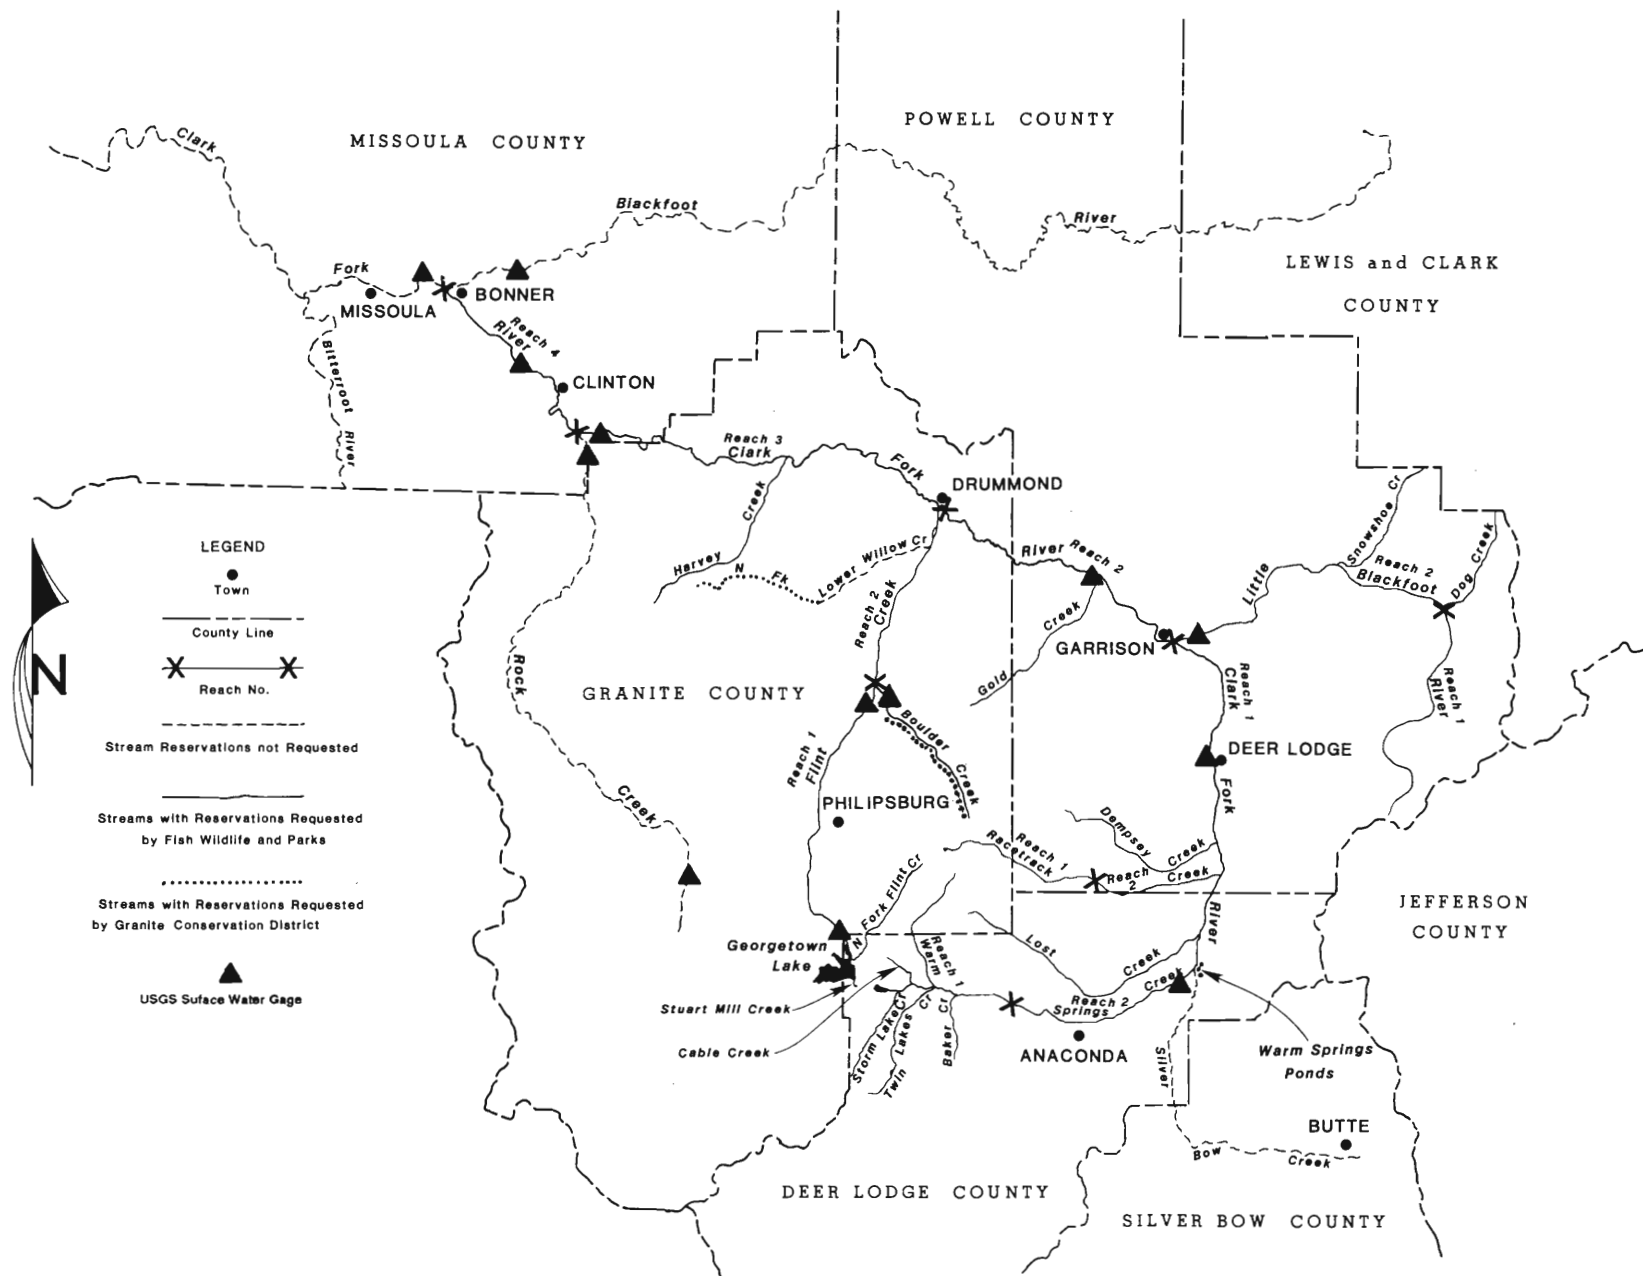 POWELL COUNTY
MISSOULA COUNTY
Clark
Blackfoot
River
LEWIS and CLARK
COUNTY
Fork
BONNER
MISSOULA
Reach 4
River
Bitterroot
River
CLINTON
Reach 3
Clark
Fork
DRUMMOND
Harvey
Creek
N Fk
Lower Willow Cr
River Reach 2
Snowshoe Cr
Reach 2
Little
Blackfoot
Dog Creek
Reach 1
River
LEGEND
Town
County Line
Reach No.
Stream Reservations not Requested
Streams with Reservations Requested
by Fish Wildlife and Parks
Streams with Reservations Requested
by Granite Conservation District
USGS Suface Water Gage
N
Rock
Creek
GRANITE COUNTY
Reach 2
Creek
Gold
Creek
GARRISON
Reach 1
Clark
Boulder
Creek
Reach 1
Flint
DEER LODGE
Fork
PHILIPSBURG
Dempsey
Creek
Reach 1
Racetrack
Reach
2
Creek
JEFFERSON
COUNTY
N Fork Flint Cr
River
Georgetown
Lake
Reach 1
Warm
Lost
Creek
Creek
Reach 2
Springs
Stuart Mill Creek
Cable Creek
Storm Lake Cr
Twin Lakes Cr
Baker Cr
ANACONDA
Warm Springs
Ponds
Silver
BUTTE
Bow
Creek
DEER LODGE COUNTY
SILVER BOW COUNTY